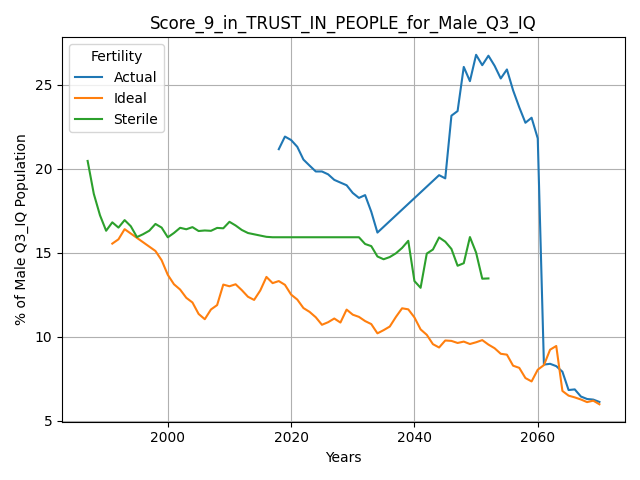 Score_9_in_TRUST_IN_PEOPLE_for_Male_Q3_IQ
Fertility
Actual
Ideal
Sterile
% of Male Q3_IQ Population
25
20
15
10
5
2000
2020
2040
2060
Years